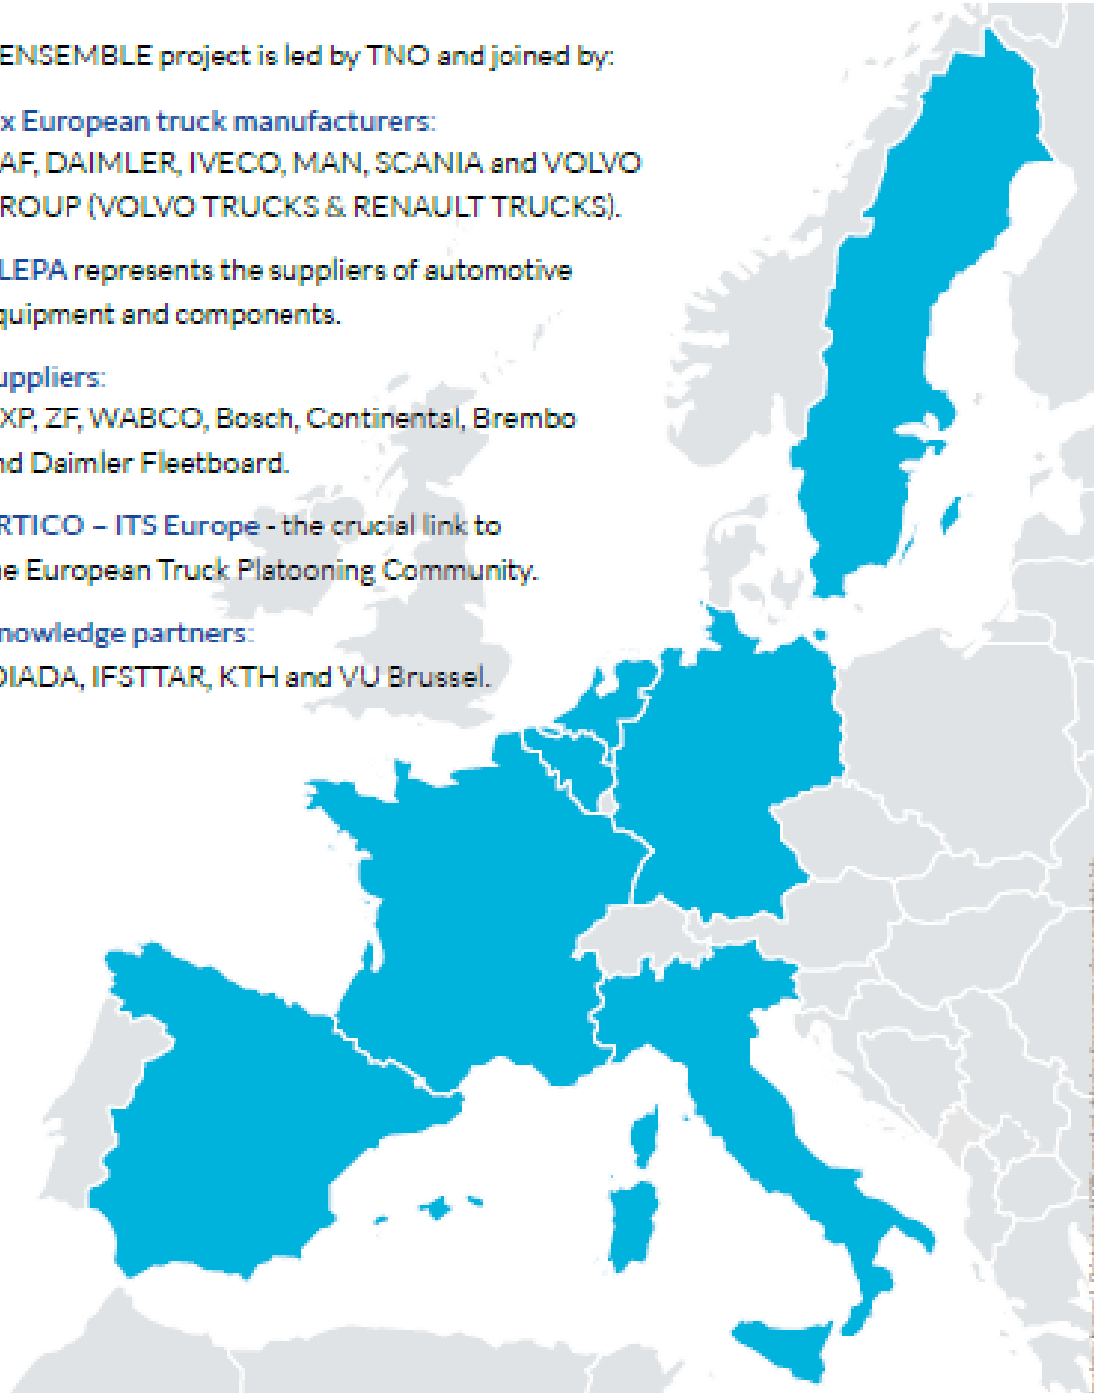 ENSEMBLE project is led by TNO and joined by:
x European truck manufacturers:
AF, DAIMLER, IVECO, MAN, SCANIA and VOLVO
ROUP (VOLVO TRUCKS & RENAULT TRUCKS).
LEPA represents the suppliers of automotive
quipment and components.
uppliers:
XP, ZF, WABCO, Bosch, Continental, Brembo
nd Daimler Fleetboard.
RTICO – ITS Europe - the crucial link to
ne European Truck Platooning Community.
nowledge partners:
DIADA, IFSTTAR, KTH and VU Brussel.